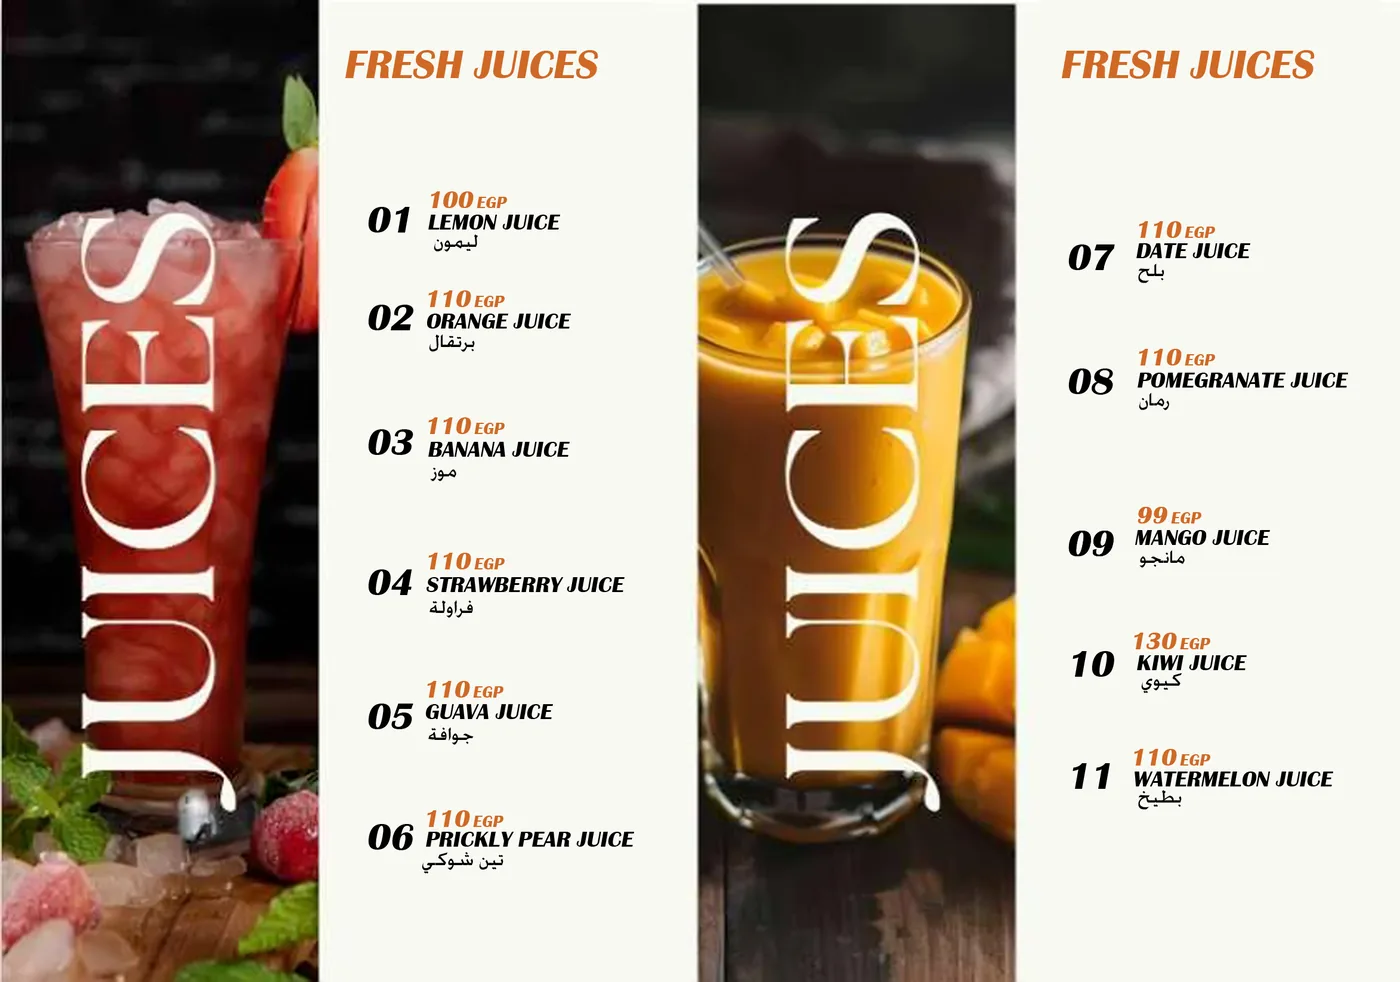 JUICES
FRESH JUICES
01
100 EGP
LEMON JUICE
ليمون
02
110 EGP
ORANGE JUICE
برتقال
03
110 EGP
BANANA JUICE
موز
04
110 EGP
STRAWBERRY JUICE
فراولة
05
110 EGP
GUAVA JUICE
جوافة
06
110 EGP
PRICKLY PEAR JUICE
تين شوكي
JUICES
FRESH JUICES
07
110 EGP
DATE JUICE
بلح
08
110 EGP
POMEGRANATE JUICE
رمان
09
99 EGP
MANGO JUICE
مانجو
10
130 EGP
KIWI JUICE
كيوي
11
110 EGP
WATERMELON JUICE
بطيخ